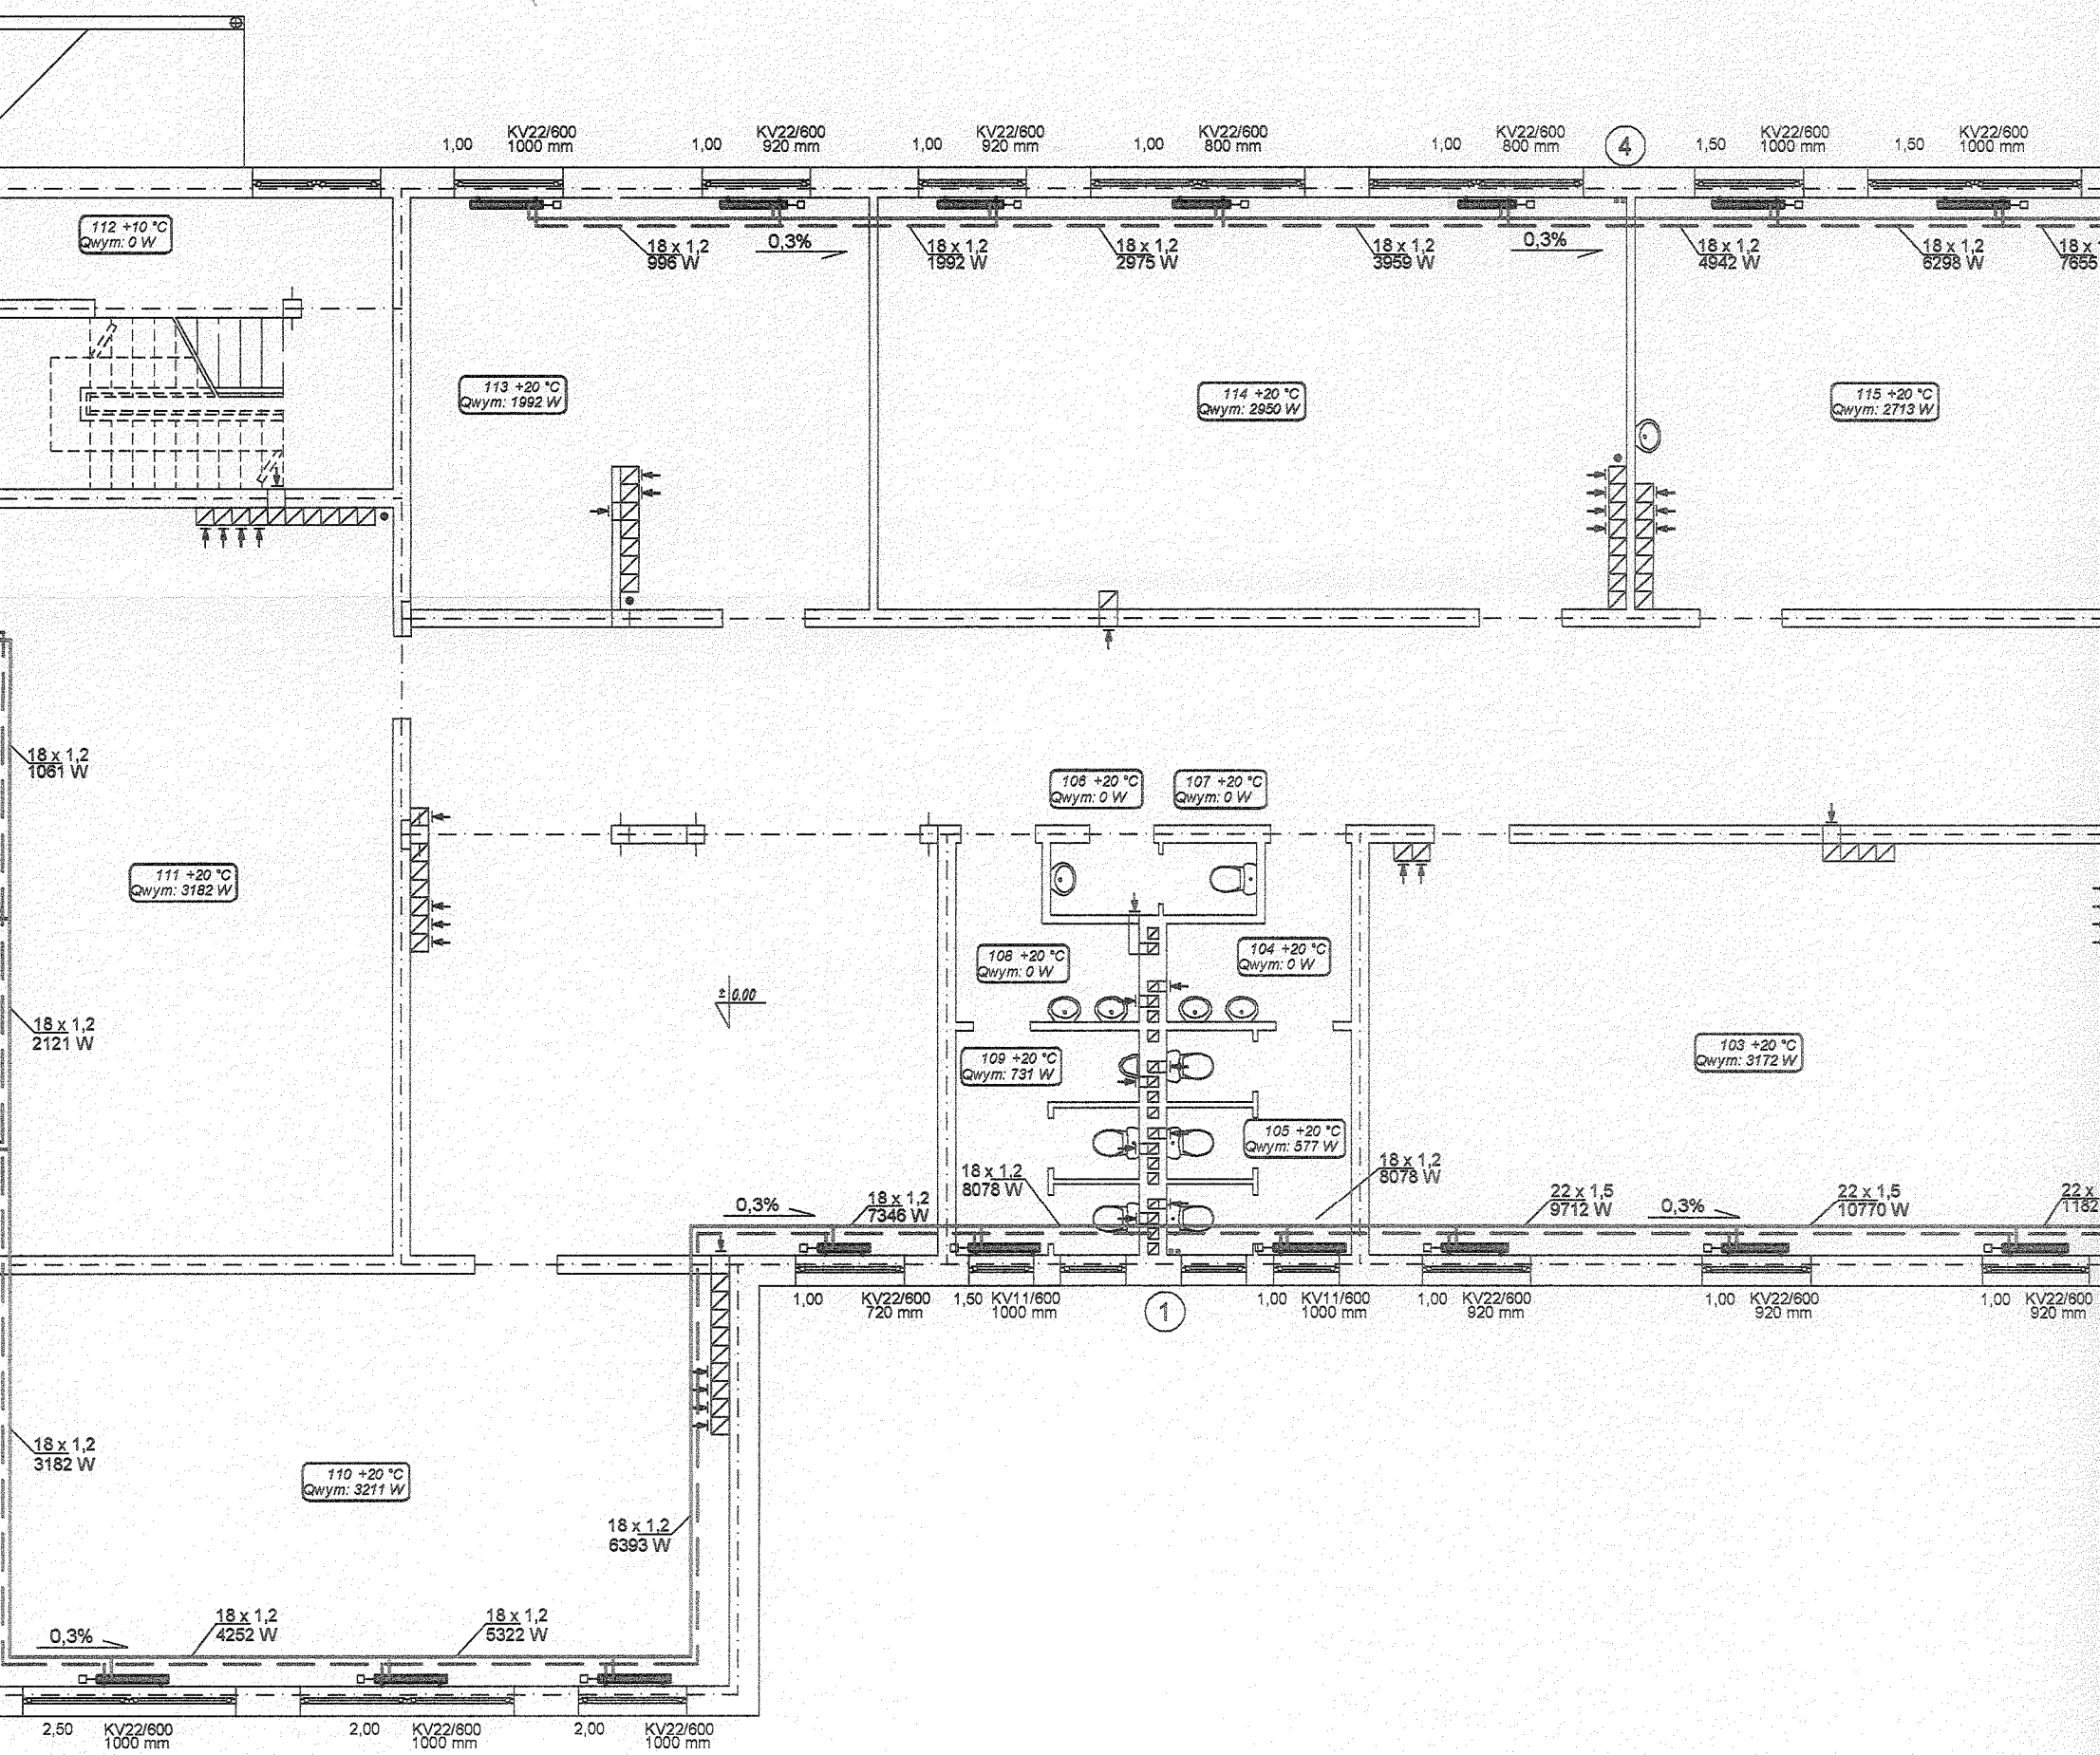 KV22/600
1,00 1000 mm
KV22/600
1,00 920 mm
KV22/600
1,00 920 mm
KV22/600
1,00 800 mm
KV22/600
1,00 800 mm
4
KV22/600
1,50 1000 mm
KV22/600
1,50 1000 mm
112 +10 °C
Qwym: 0 W
18 x 1,2
996 W
0,3%
18 x 1,2
1992 W
18 x 1,2
2975 W
18 x 1,2
3959 W
0,3%
18 x 1,2
4942 W
18 x 1,2
6298 W
18 x
7655
113 +20 °C
Qwym: 1992 W
114 +20 °C
Qwym: 2950 W
115 +20 °C
Qwym: 2713 W
18 x 1,2
1061 W
106 +20 °C
Qwym: 0 W
107 +20 °C
Qwym: 0 W
111 +20 °C
Qwym: 3182 W
108 +20 °C
Qwym: 0 W
104 +20 °C
Qwym: 0 W
± 0.00
18 x 1,2
2121 W
109 +20 °C
Qwym: 731 W
103 +20 °C
Qwym: 3172 W
105 +20 °C
Qwym: 577 W
0,3%
18 x 1,2
7346 W
18 x 1,2
8078 W
18 x 1,2
8078 W
22 x 1,5
9712 W
0,3%
22 x 1,5
10770 W
22 x
1182
1,00 KV22/600
720 mm
1,50 KV11/600
1000 mm
1
1,00 KV11/600
1000 mm
1,00 KV22/600
920 mm
1,00 KV22/600
920 mm
1,00 KV22/600
920 mm
18 x 1,2
3182 W
110 +20 °C
Qwym: 3211 W
18 x 1,2
6393 W
0,3%
18 x 1,2
4252 W
18 x 1,2
5322 W
2,50 KV22/600
1000 mm
2,00 KV22/600
1000 mm
2,00 KV22/600
1000 mm